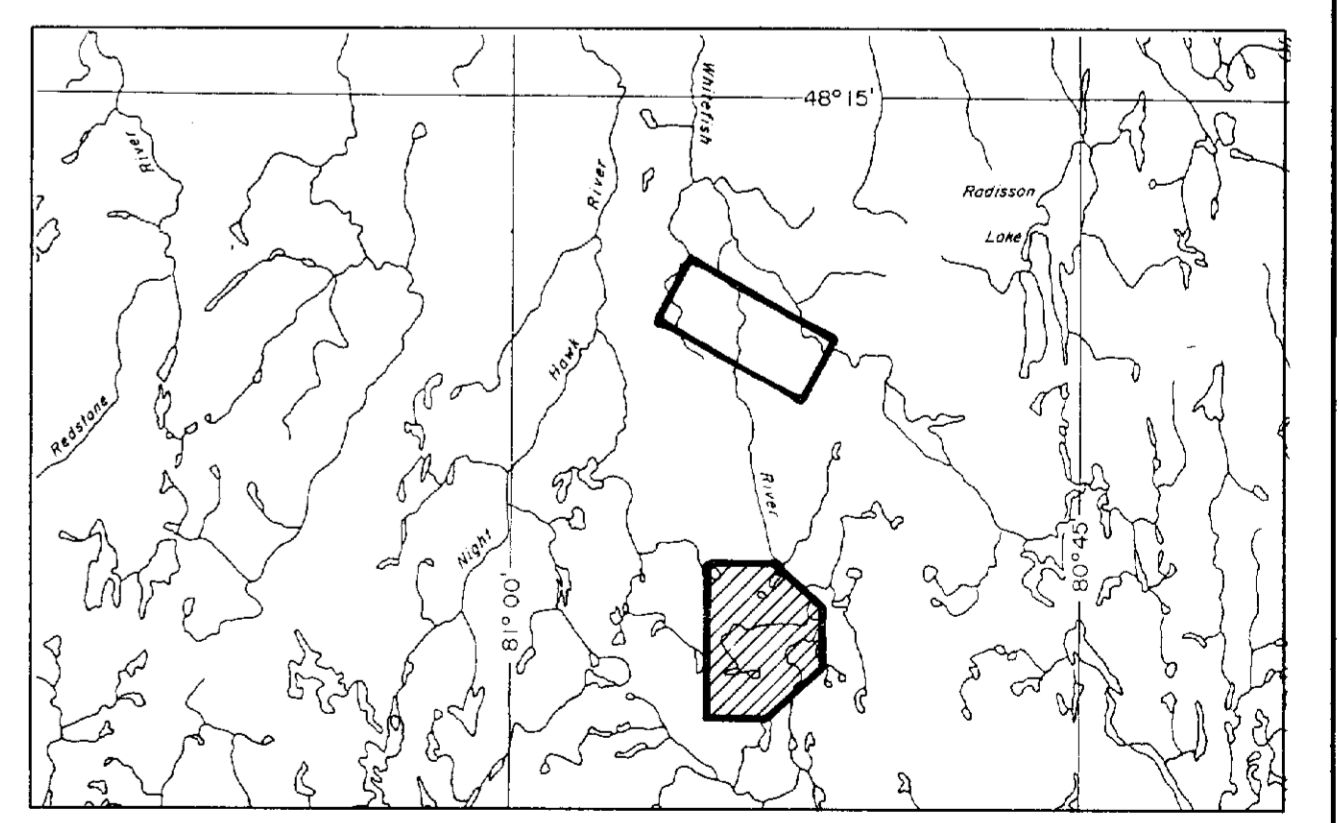 Whitefish
48° 15'
River
River
Radisson
Lake
Hawk
Redstone
River
Night
80° 45'
81° 00'